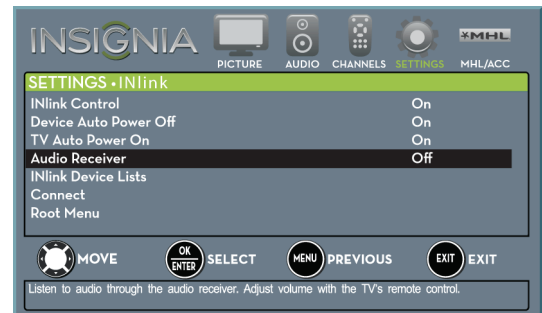 INSIGNIA
PICTURE AUDIO CHANNELS SETTINGS MHL/ACC
MHL
SETTINGS • INlink
INlink Control On
Device Auto Power Off On
TV Auto Power On On
Audio Receiver Off
INlink Device Lists
Connect
Root Menu
MOVE OK/ENTER SELECT MENU PREVIOUS EXIT EXIT
Listen to audio through the audio receiver. Adjust volume with the TV's remote control.